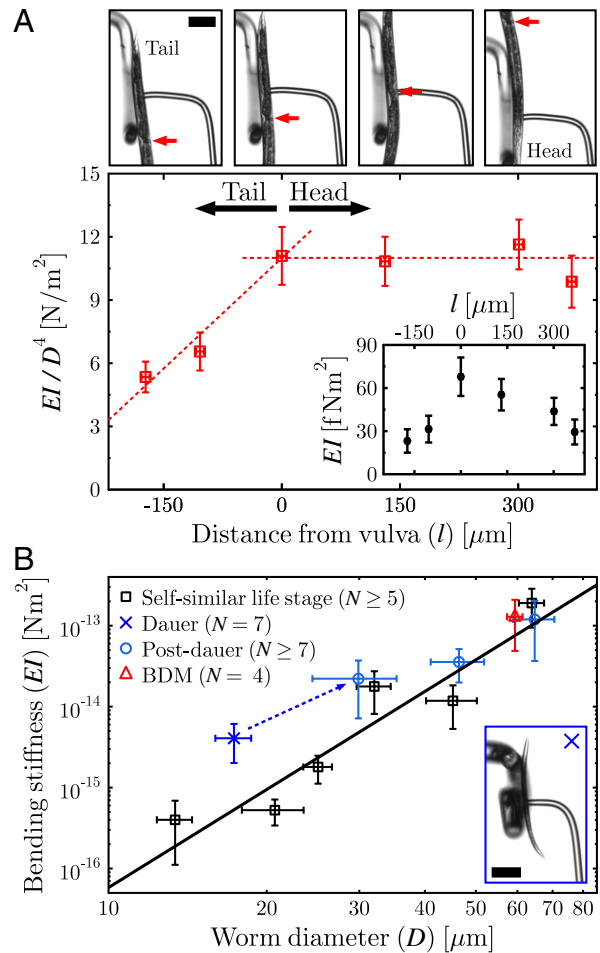 A
Tail
Head
Tail Head
EI/D⁴ [N/m²]
15
12
9
6
3
0
-150 0 150 300
Distance from vulva (l) [μm]
l [μm]
-150 0 150 300
EI [fNm²]
90
60
30
0
B
Self-similar life stage (N ≥ 5)
Dauer (N = 7)
Post-dauer (N ≥ 7)
BDM (N = 4)
Bending stiffness (EI) [Nm²]
10⁻¹³
10⁻¹⁴
10⁻¹⁵
10⁻¹⁶
10 20 30 40 50 60 70 80
Worm diameter (D) [μm]